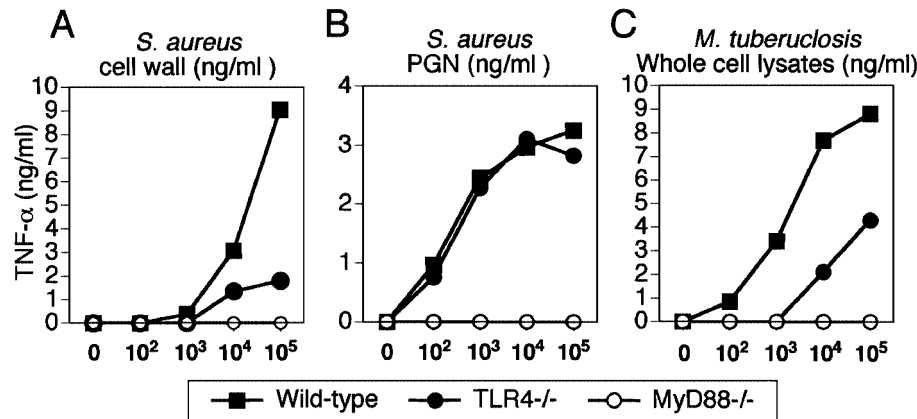 A
S. aureus
cell wall (ng/ml )
B
S. aureus
PGN (ng/ml )
C
M. tuberuclosis
Whole cell lysates (ng/ml)
TNF-α (ng/ml)
10
9
8
7
6
5
4
3
2
1
0
0 10² 10³ 10⁴ 10⁵
4
3
2
1
0
0 10² 10³ 10⁴ 10⁵
10
9
8
7
6
5
4
3
2
1
0
0 10² 10³ 10⁴ 10⁵
Wild-type TLR4-/- MyD88-/-